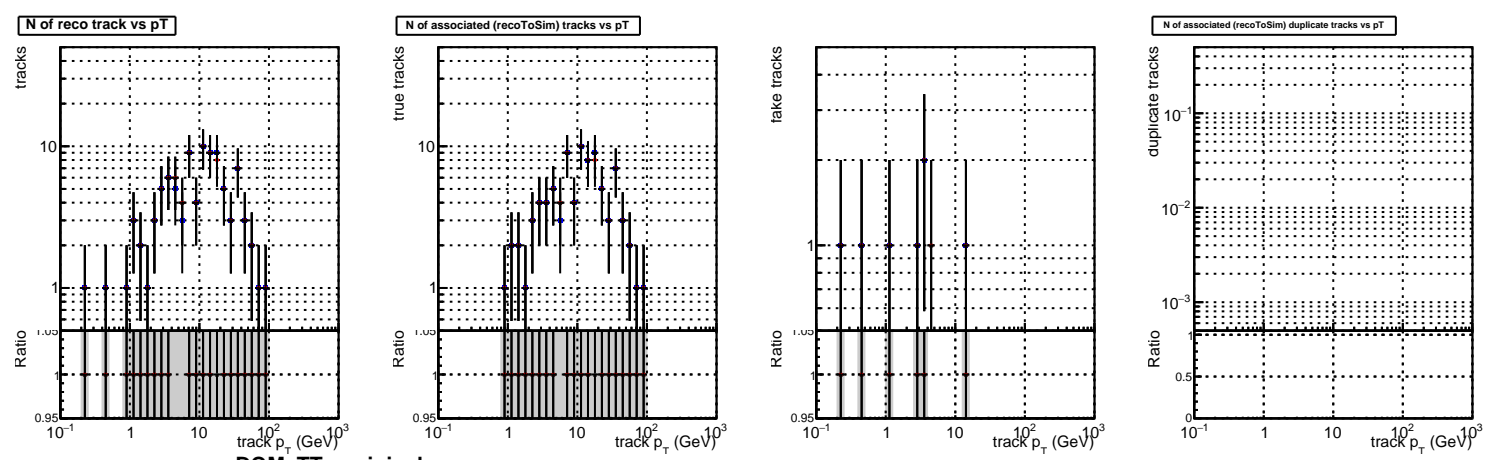 N of reco track vs pT
N of associated (recoToSim) tracks vs pT
N of associated (recoToSim) duplicate tracks vs pT
tracks
10
1
Ratio
1.05
1
0.95
10⁻¹ 1 10 10² 10³
track p_T (GeV)
true tracks
10
1
Ratio
1.05
1
0.95
10⁻¹ 1 10 10² 10³
track p_T (GeV)
fake tracks
1
Ratio
1.05
1
0.95
10⁻¹ 1 10 10² 10³
track p_T (GeV)
duplicate tracks
10⁻¹
10⁻²
10⁻³
Ratio
1
0.5
0
10⁻¹ 1 10 10² 10³
track p_T (GeV)